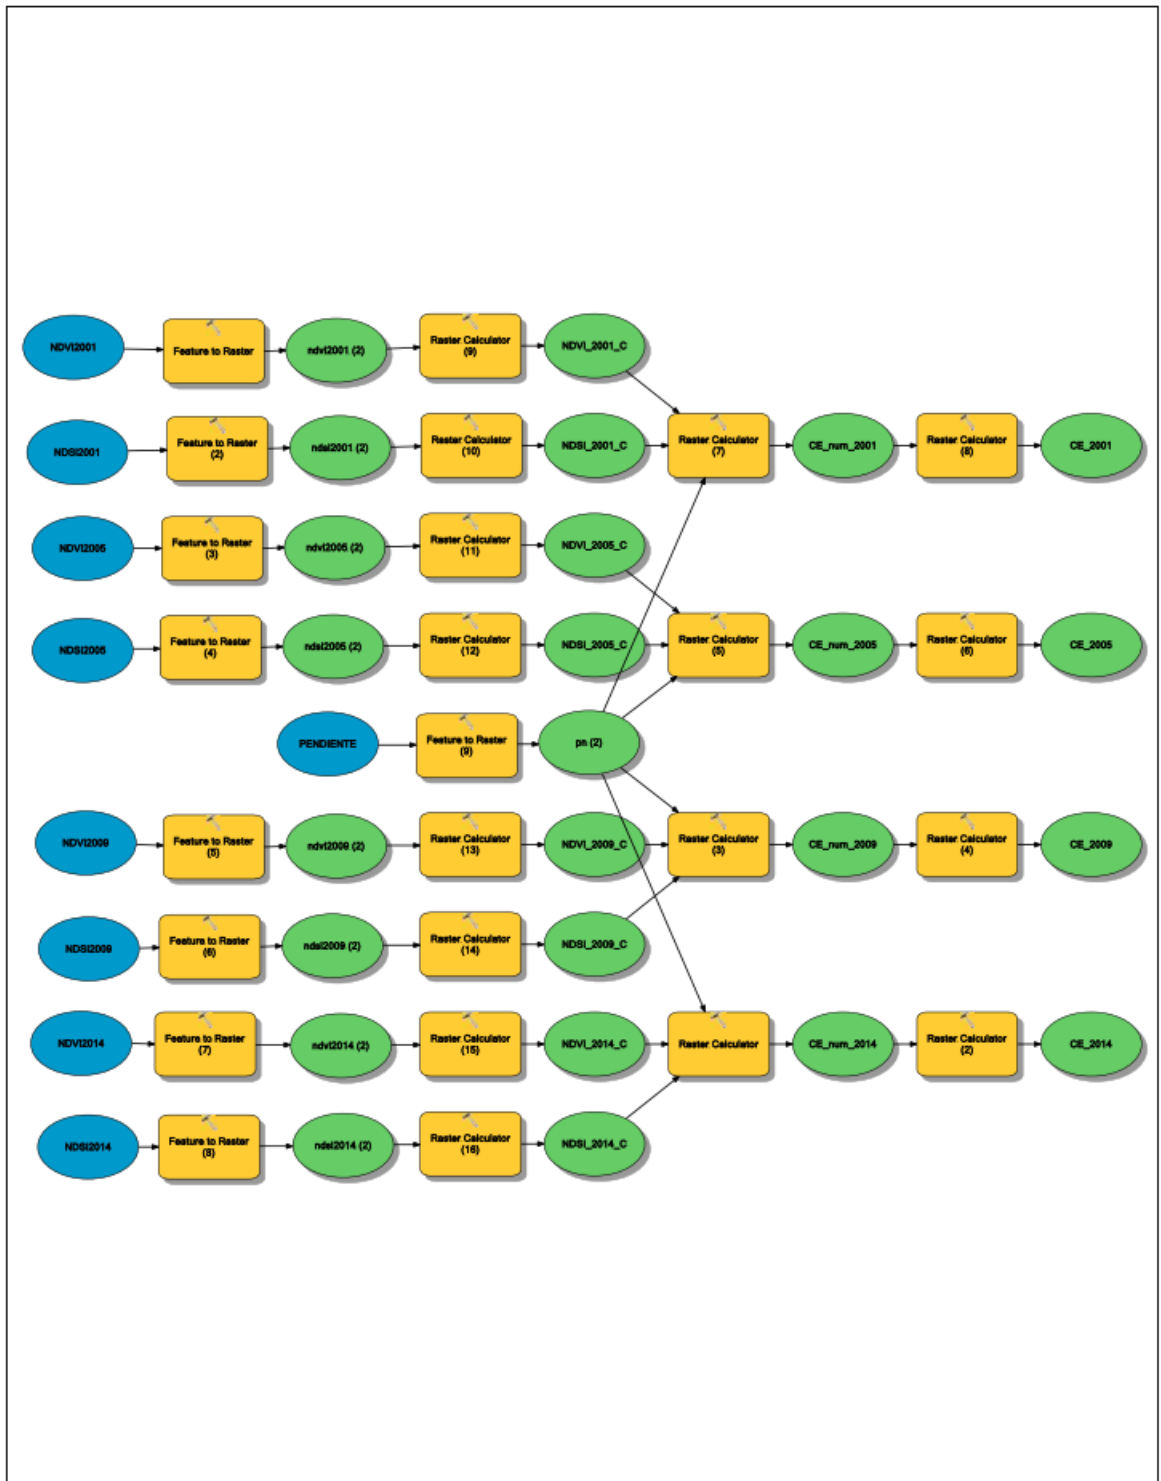 NDVI2001
Feature to Raster
ndvi2001 (2)
Raster Calculator
(9)
NDVI_2001_C
NDSI2001
Feature to Raster
(2)
ndsi2001 (2)
Raster Calculator
(10)
NDSI_2001_C
Raster Calculator
(7)
CE_num_2001
Raster Calculator
(8)
CE_2001
NDVI2005
Feature to Raster
(3)
ndvi2005 (2)
Raster Calculator
(11)
NDVI_2005_C
NDSI2005
Feature to Raster
(4)
ndsi2005 (2)
Raster Calculator
(12)
NDSI_2005_C
Raster Calculator
(5)
CE_num_2005
Raster Calculator
(6)
CE_2005
PENDIENTE
Feature to Raster
(9)
pn (2)
NDVI2009
Feature to Raster
(5)
ndvi2009 (2)
Raster Calculator
(13)
NDVI_2009_C
Raster Calculator
(3)
CE_num_2009
Raster Calculator
(4)
CE_2009
NDSI2009
Feature to Raster
(6)
ndsi2009 (2)
Raster Calculator
(14)
NDSI_2009_C
NDVI2014
Feature to Raster
(7)
ndvi2014 (2)
Raster Calculator
(15)
NDVI_2014_C
Raster Calculator
CE_num_2014
Raster Calculator
(2)
CE_2014
NDSI2014
Feature to Raster
(8)
ndsi2014 (2)
Raster Calculator
(16)
NDSI_2014_C